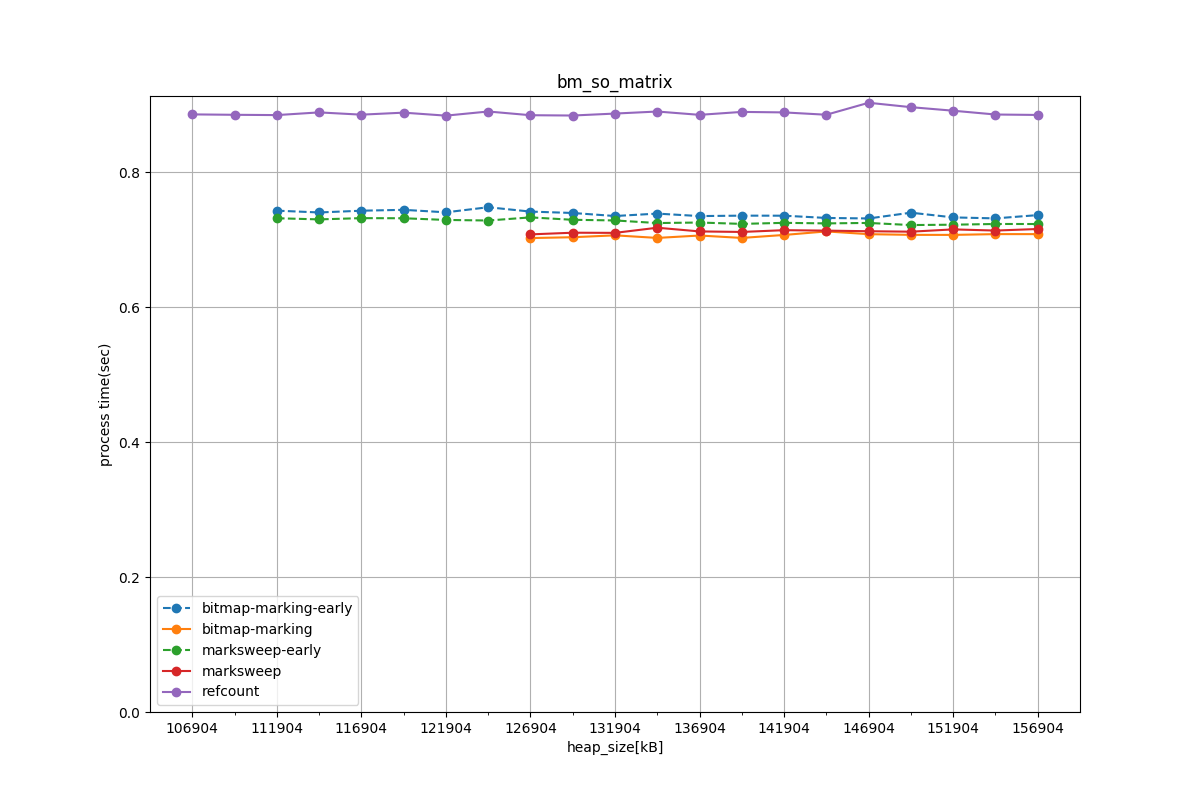 bm_so_matrix
process time(sec)
0.8
0.6
0.4
0.2
0.0
bitmap-marking-early
bitmap-marking
marksweep-early
marksweep
refcount
106904 111904 116904 121904 126904 131904 136904 141904 146904 151904 156904
heap_size[kB]